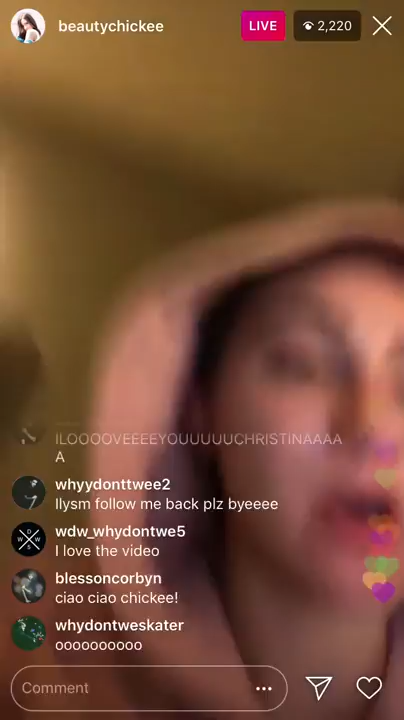 beautychickee
LIVE
2,220
ILOOOOVEEEEYOUUUUUCHRISTINAAAA
A
whyydonttwee2
Ilysm follow me back plz byeeee
wdw_whydontwe5
I love the video
blessoncorbyn
ciao ciao chickee!
whydontweskater
oooooooooo
Comment